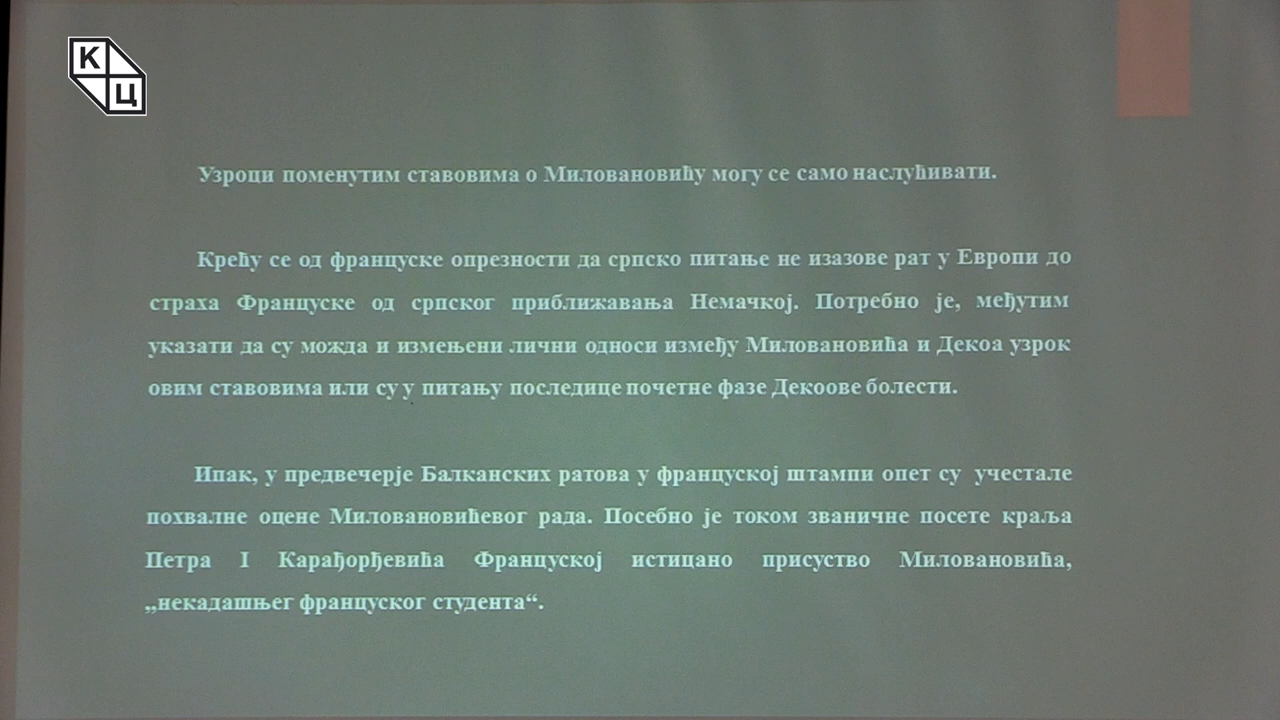 К
Ц
Узроци поменутим ставовима о Миловановићу могу се само наслућивати.
Крећу се од француске опрезности да српско питање не изазове рат у Европи до
страха Француске од српског приближавања Немачкој. Потребно је, међутим
указати да су можда и измењени лични односи између Миловановића и Декоа узрок
овим ставовима или су у питању последице почетне фазе Декоове болести.
Ипак, у предвечерје Балканских ратова у француској штампи опет су учестале
похвалне оцене Миловановићевог рада. Посебно је током званичне посете краља
Петра I Карађорђевића Француској истицано присуство Миловановића,
„некадашњег француског студента“.